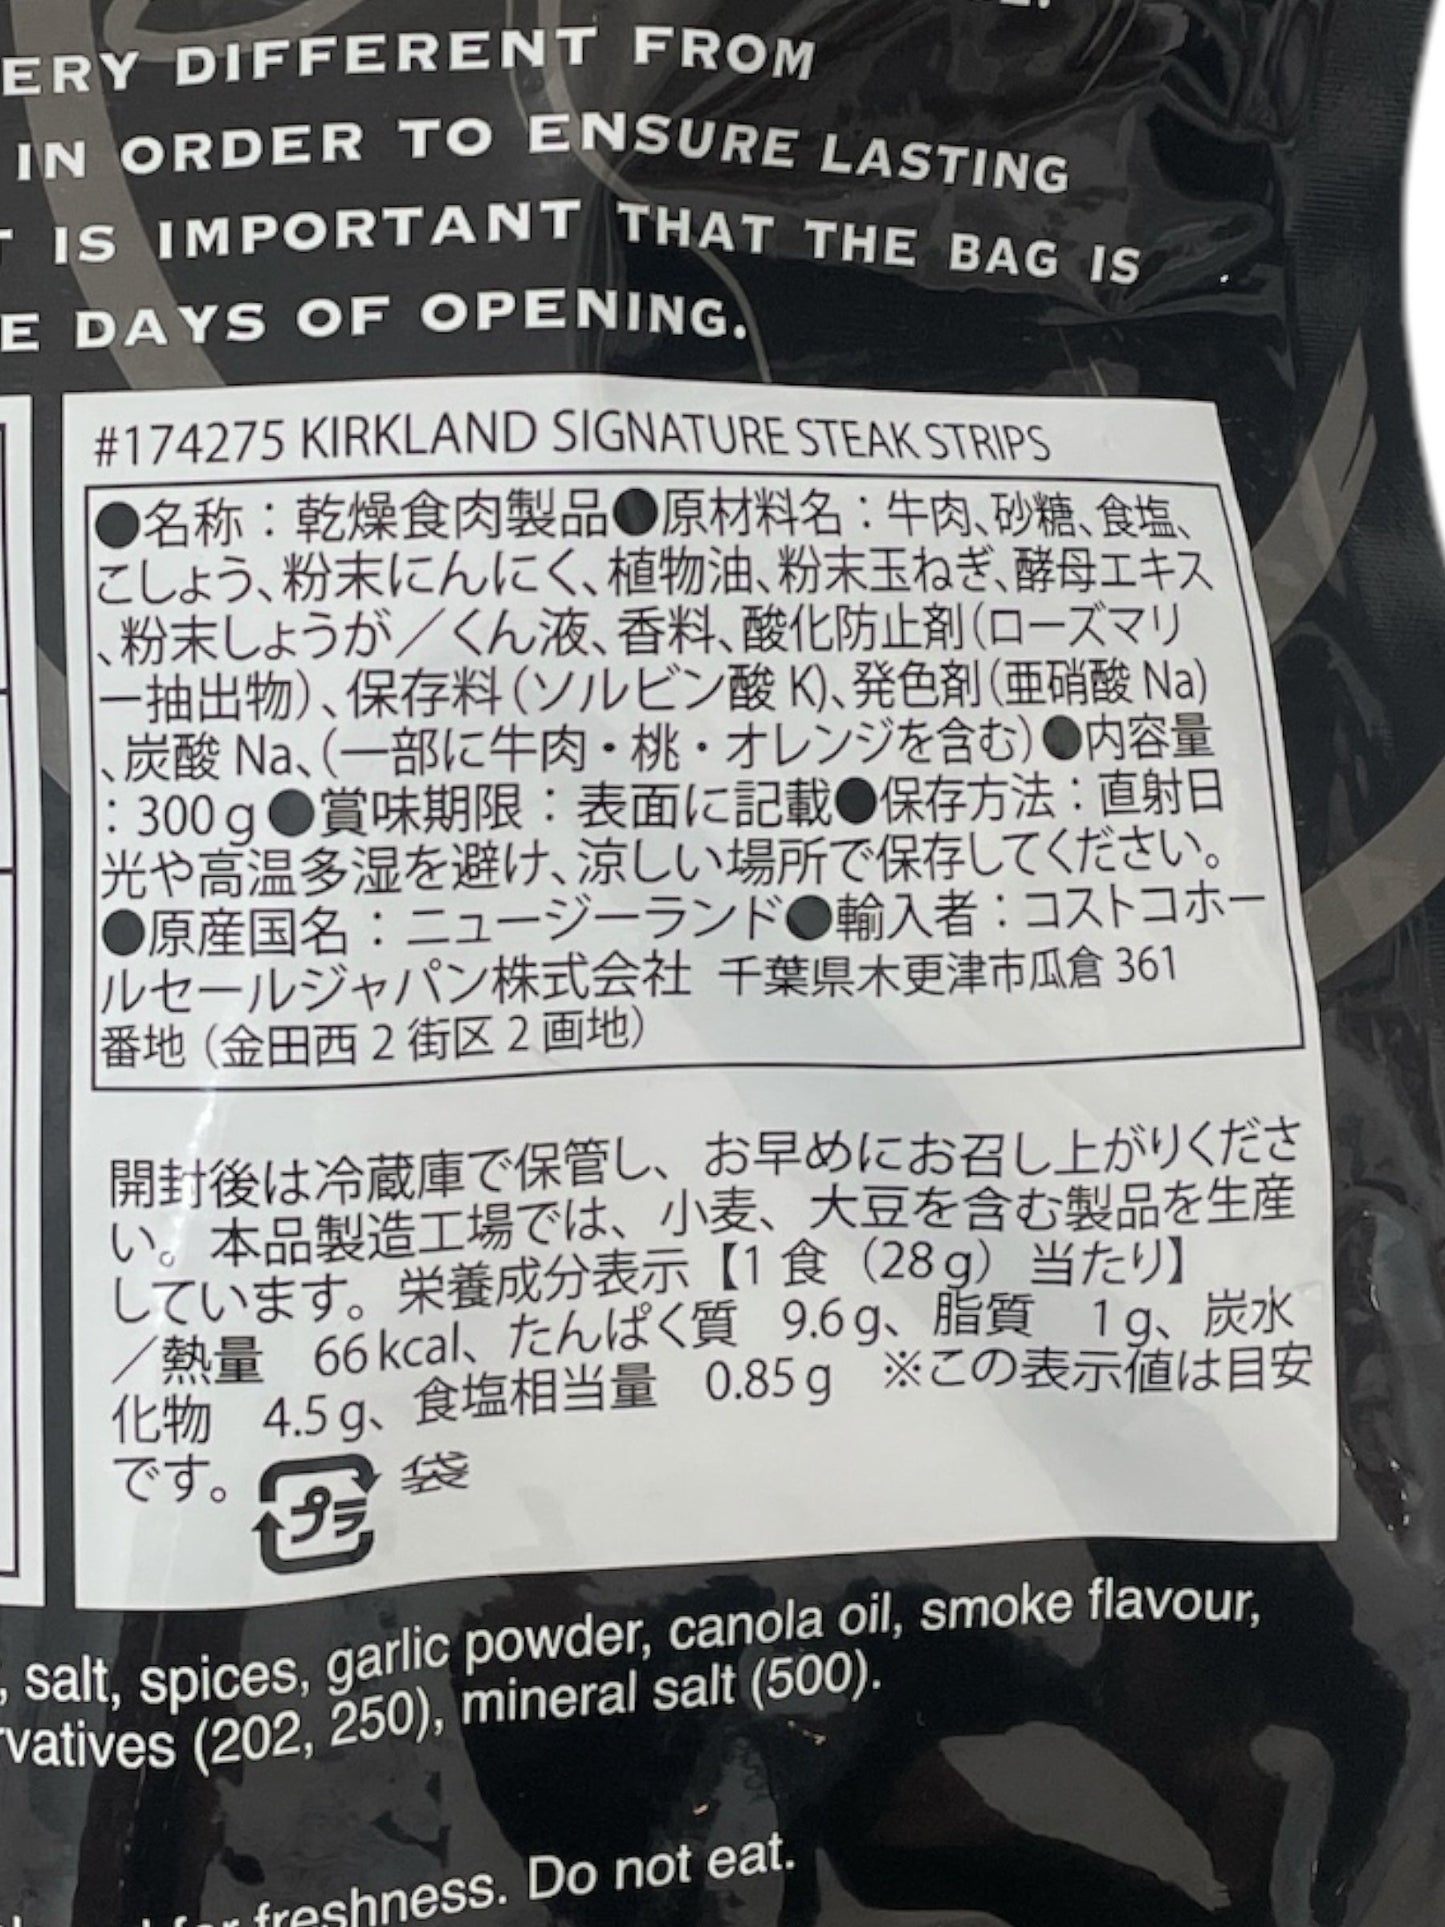 ERY DIFFERENT FROM
IN ORDER TO ENSURE LASTING
IS IMPORTANT THAT THE BAG IS
E DAYS OF OPENING.
#174275 KIRKLAND SIGNATURE STEAK STRIPS
●名称：乾燥食肉製品●原材料名：牛肉、砂糖、食塩、
こしょう、粉末にんにく、植物油、粉末玉ねぎ、酵母エキス
、粉末しょうが／くん液、香料、酸化防止剤（ローズマリ
ー抽出物）、保存料（ソルビン酸 K)、発色剤（亜硝酸 Na)
、炭酸 Na、（一部に牛肉・桃・オレンジを含む）●内容量
：300g●賞味期限：表面に記載●保存方法：直射日
光や高温多湿を避け、涼しい場所で保存してください。
●原産国名：ニュージーランド●輸入者：コストコホー
ルセールジャパン株式会社 千葉県木更津市瓜倉 361
番地（金田西 2 街区 2 画地）
開封後は冷蔵庫で保管し、お早めにお召し上がりくださ
い。本品製造工場では、小麦、大豆を含む製品を生産
しています。栄養成分表示【1 食（28g）当たり】
／熱量　66kcal、たんぱく質　9.6g、脂質　1g、炭水
化物　4.5g、食塩相当量　0.85g　※この表示値は目安
です。 プラ 袋
, salt, spices, garlic powder, canola oil, smoke flavour,
rvatives (202, 250), mineral salt (500).
for freshness. Do not eat.